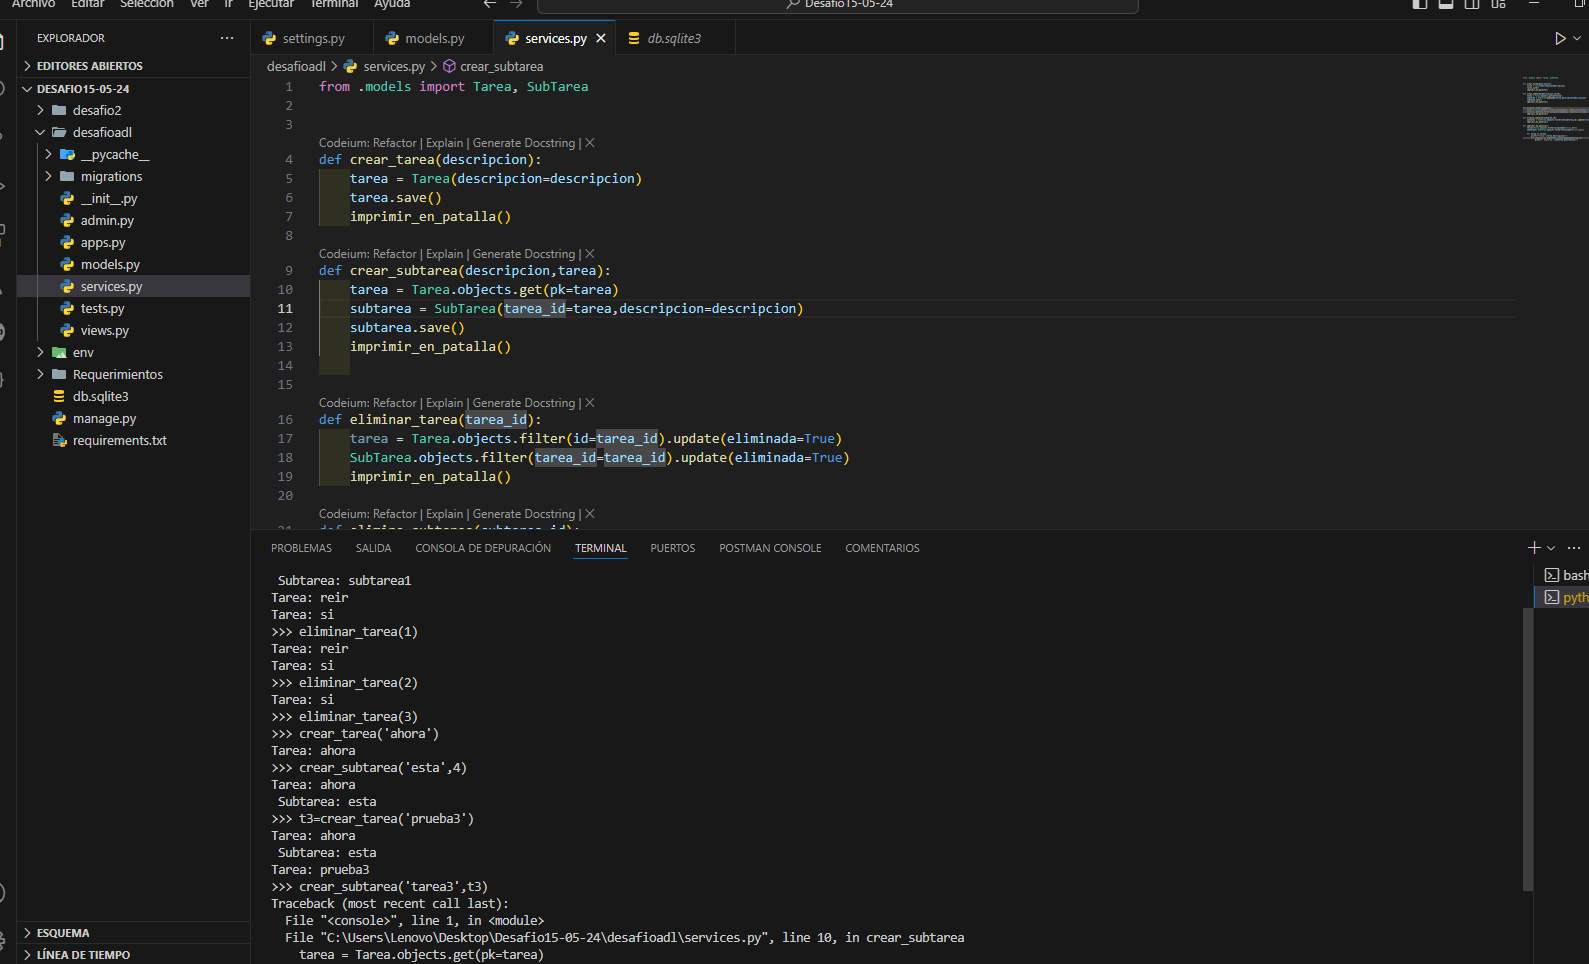 Archivo Editar Selección Ver Ir Ejecutar Terminal Ayuda
Desafio15-05-24
EXPLORADOR
EDITORES ABIERTOS
DESAFIO15-05-24
desafio2
desafioadl
__pycache__
migrations
__init__.py
admin.py
apps.py
models.py
services.py
tests.py
views.py
env
Requerimientos
db.sqlite3
manage.py
requirements.txt
ESQUEMA
LÍNEA DE TIEMPO
settings.py models.py services.py db.sqlite3
desafioadl > services.py > crear_subtarea
1 from .models import Tarea, SubTarea
2
3
Codeium: Refactor | Explain | Generate Docstring | X
4 def crear_tarea(descripcion):
5 tarea = Tarea(descripcion=descripcion)
6 tarea.save()
7 imprimir_en_patalla()
8
Codeium: Refactor | Explain | Generate Docstring | X
9 def crear_subtarea(descripcion,tarea):
10 tarea = Tarea.objects.get(pk=tarea)
11 subtarea = SubTarea(tarea_id=tarea,descripcion=descripcion)
12 subtarea.save()
13 imprimir_en_patalla()
14
15
Codeium: Refactor | Explain | Generate Docstring | X
16 def eliminar_tarea(tarea_id):
17 tarea = Tarea.objects.filter(id=tarea_id).update(eliminada=True)
18 SubTarea.objects.filter(tarea_id=tarea_id).update(eliminada=True)
19 imprimir_en_patalla()
20
Codeium: Refactor | Explain | Generate Docstring | X
PROBLEMAS SALIDA CONSOLA DE DEPURACIÓN TERMINAL PUERTOS POSTMAN CONSOLE COMENTARIOS
bash
pyth
Subtarea: subtarea1
Tarea: reir
Tarea: si
>>> eliminar_tarea(1)
Tarea: reir
Tarea: si
>>> eliminar_tarea(2)
Tarea: si
>>> eliminar_tarea(3)
>>> crear_tarea('ahora')
Tarea: ahora
>>> crear_subtarea('esta',4)
Tarea: ahora
Subtarea: esta
>>> t3=crear_tarea('prueba3')
Tarea: ahora
Subtarea: esta
Tarea: prueba3
>>> crear_subtarea('tarea3',t3)
Traceback (most recent call last):
File "<console>", line 1, in <module>
File "C:\Users\Lenovo\Desktop\Desafio15-05-24\desafioadl\services.py", line 10, in crear_subtarea
tarea = Tarea.objects.get(pk=tarea)